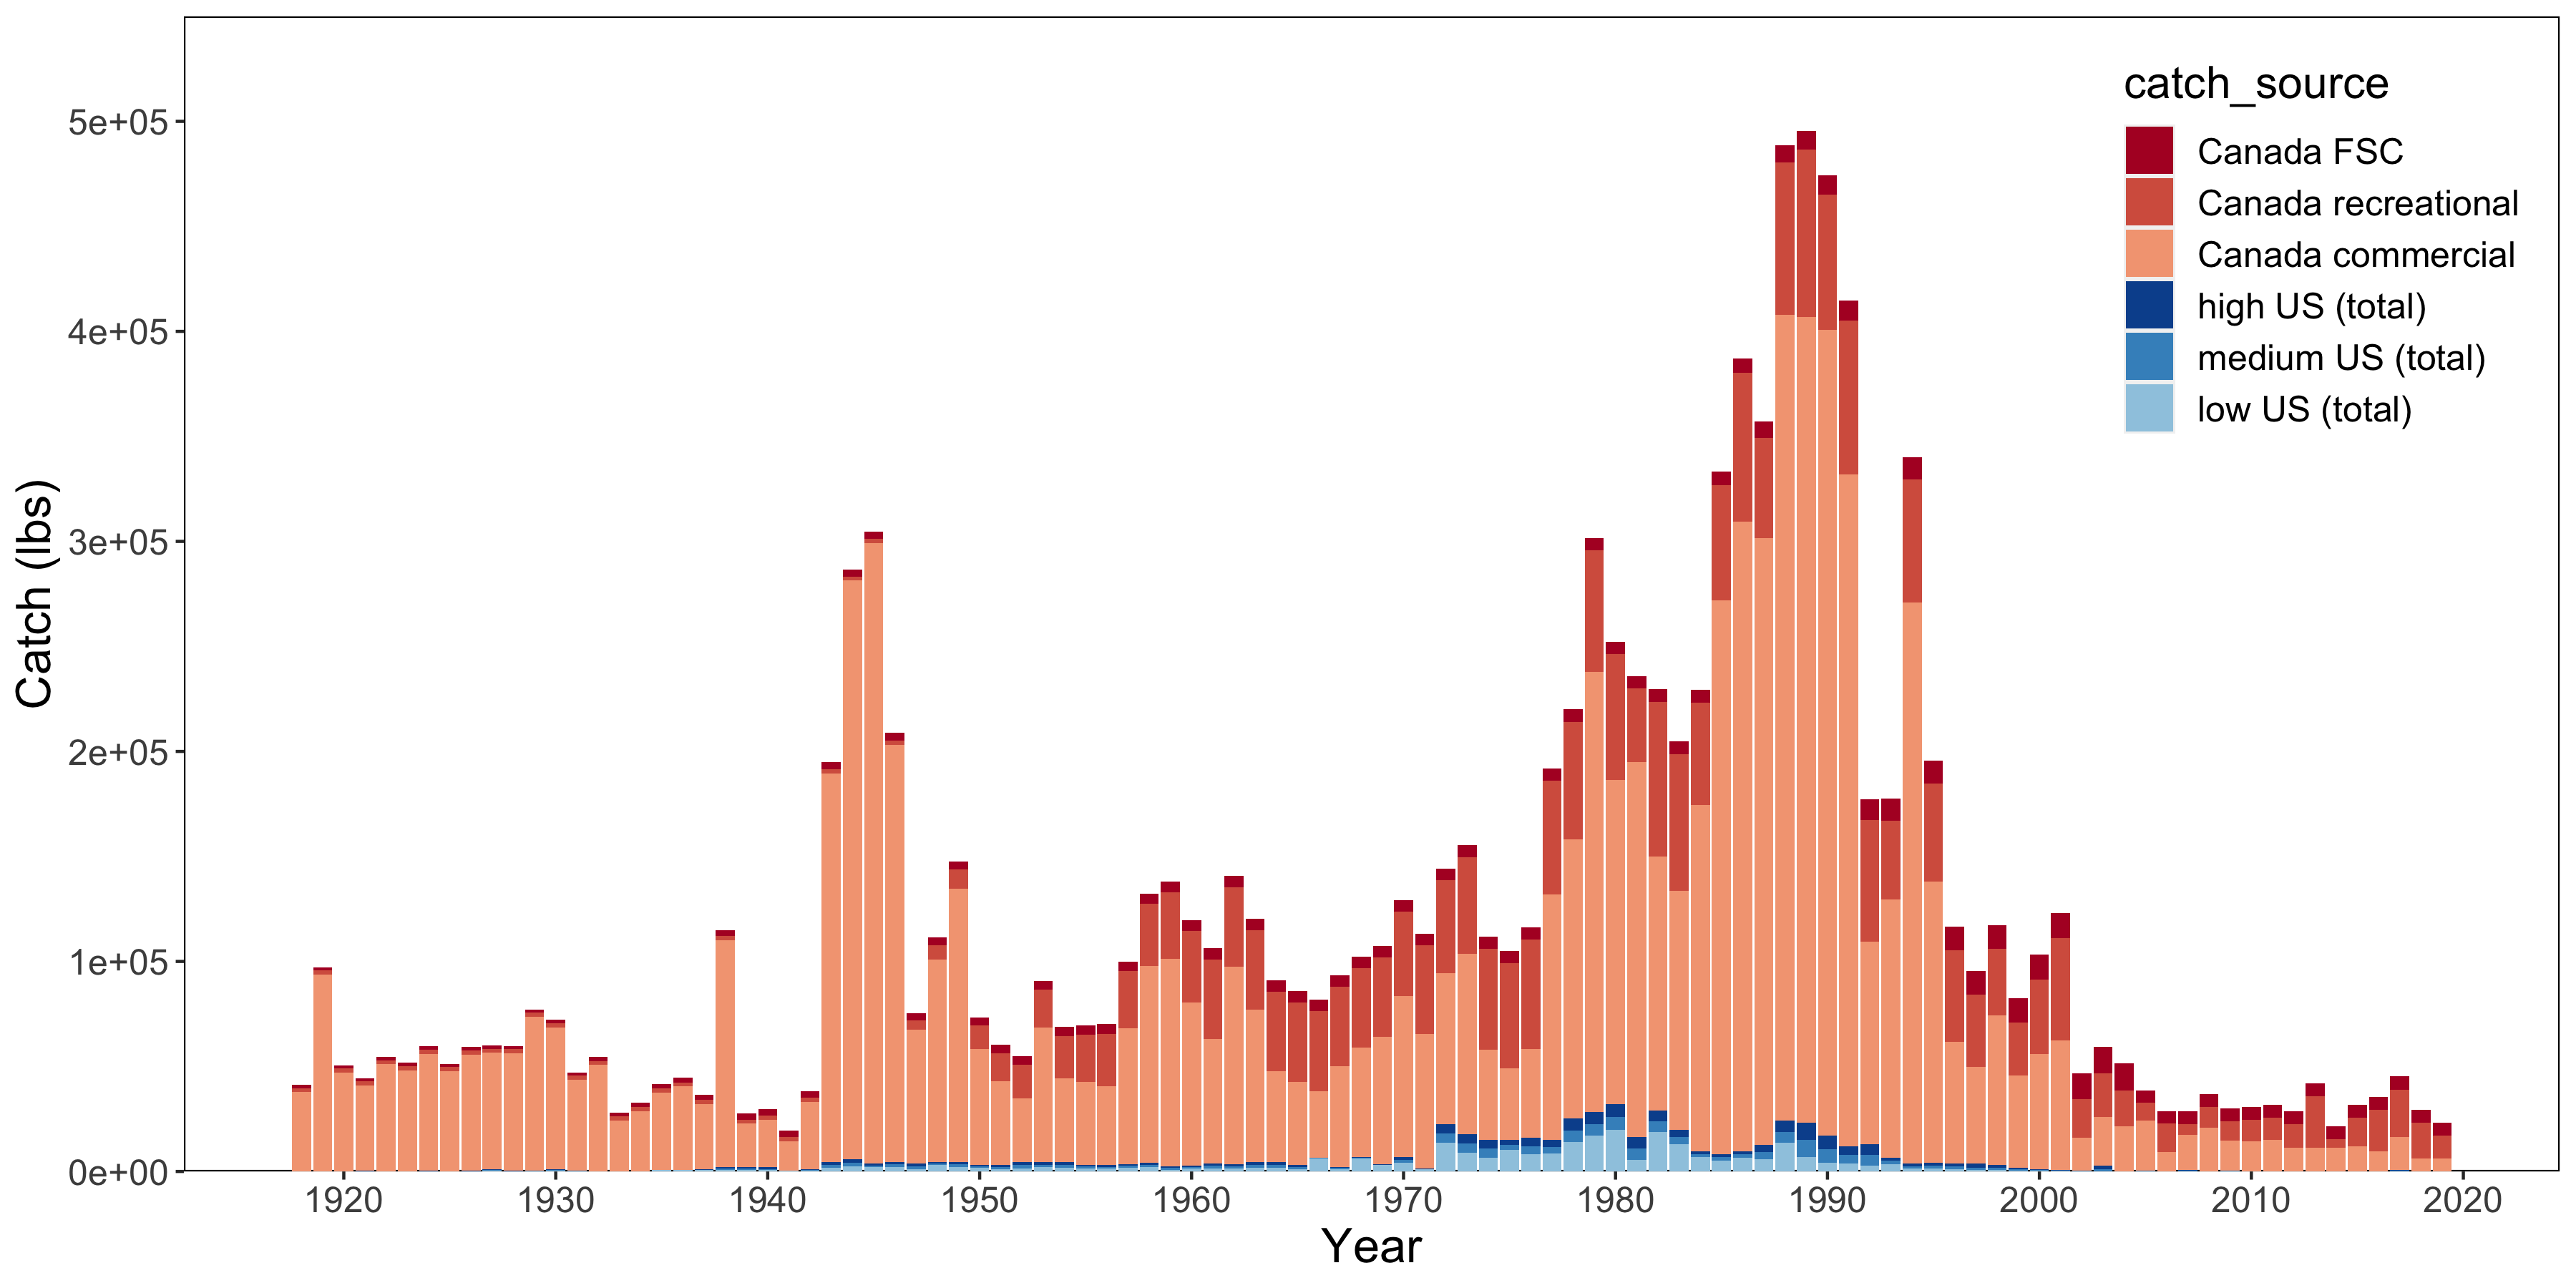 catch_source
Canada FSC
Canada recreational
Canada commercial
high US (total)
medium US (total)
low US (total)
Catch (lbs)
5e+05
4e+05
3e+05
2e+05
1e+05
0e+00
1920 1930 1940 1950 1960 1970 1980 1990 2000 2010 2020
Year